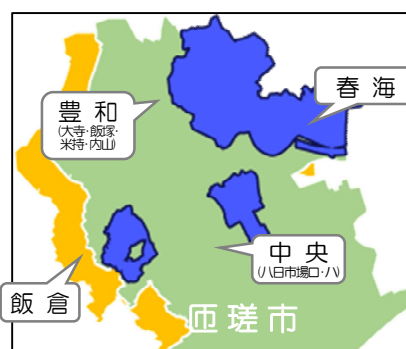 春海
豊和
(大寺・飯塚・
米持・内山)
中央
(八日市場口・ハ)
飯倉
匝瑳市